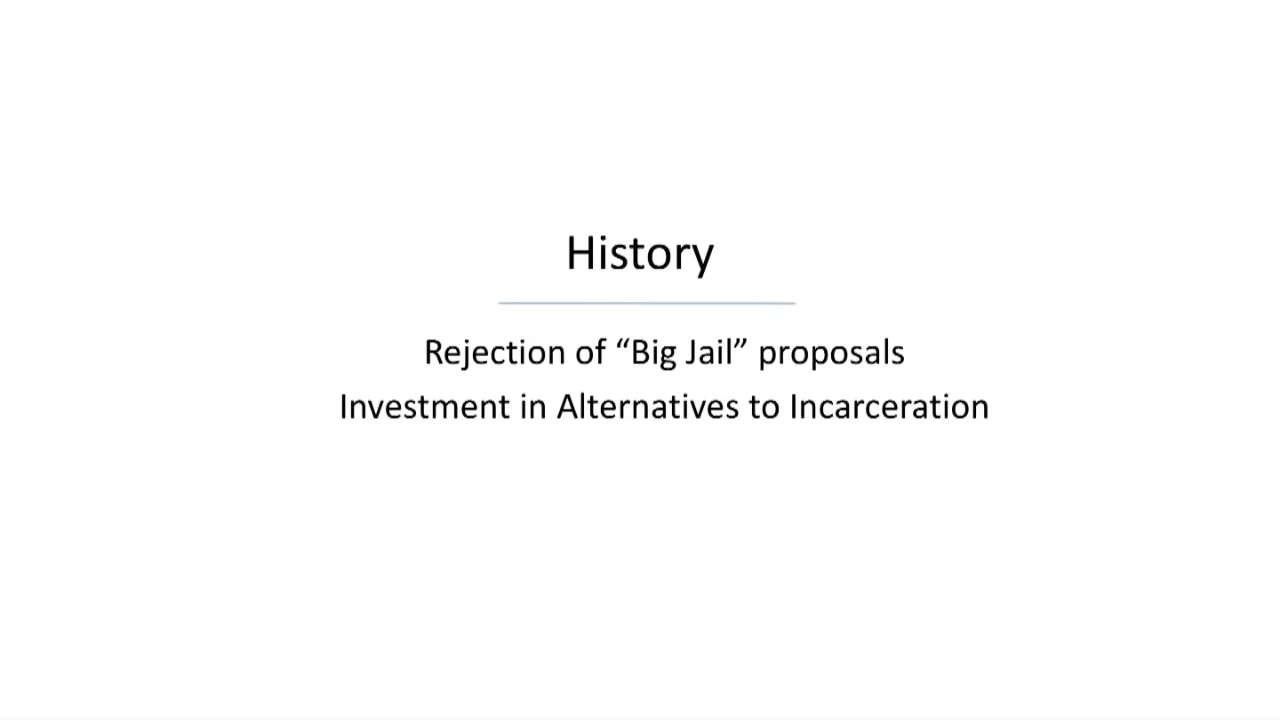 History
Rejection of “Big Jail” proposals
Investment in Alternatives to Incarceration